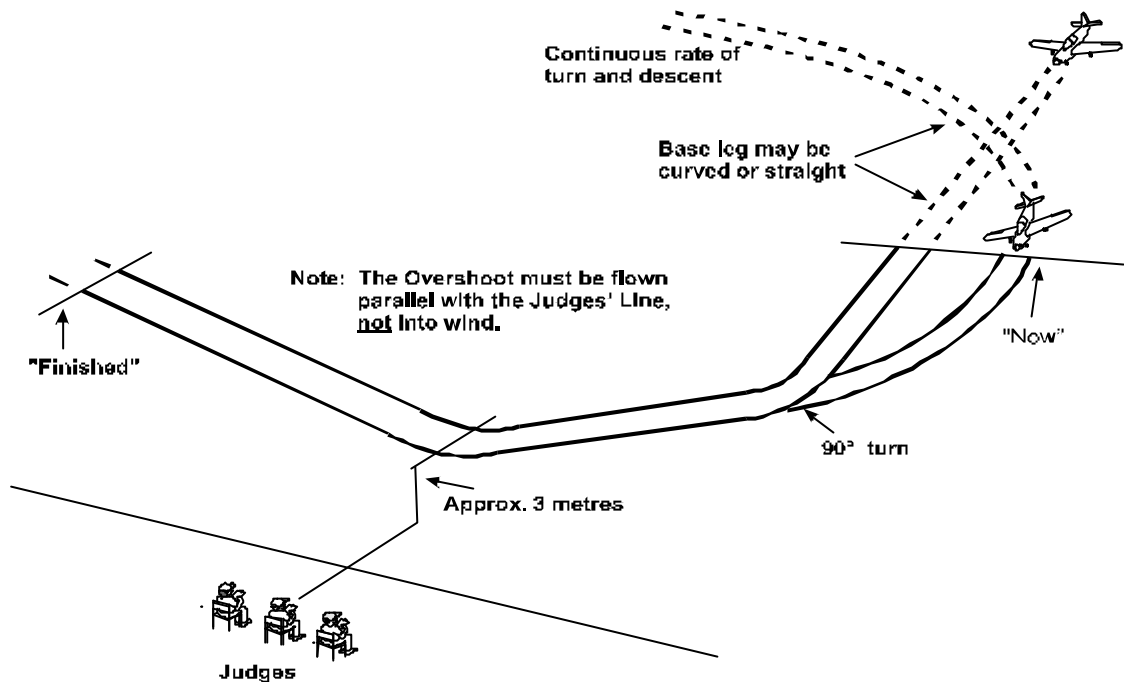 Continuous rate of
turn and descent
Base leg may be
curved or straight
Note: The Overshoot must be flown
parallel with the Judges' Line,
not into wind.
"Finished"
"Now"
90° turn
Approx. 3 metres
Judges